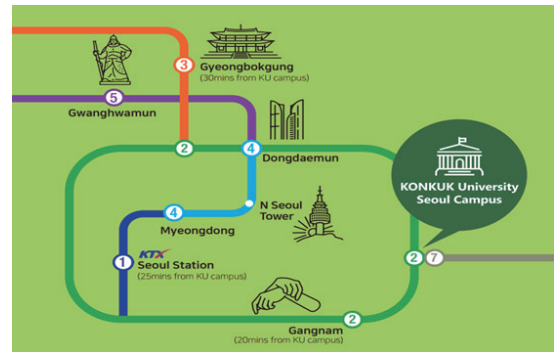 3
Gyeongbokgung
(30mins from KU campus)
5
Gwanghwamun
2
4
Dongdaemun
KONKUK University
Seoul Campus
4
Myeongdong
N Seoul
Tower
KTX
1
Seoul Station
(25mins from KU campus)
2 7
2
Gangnam
(20mins from KU campus)